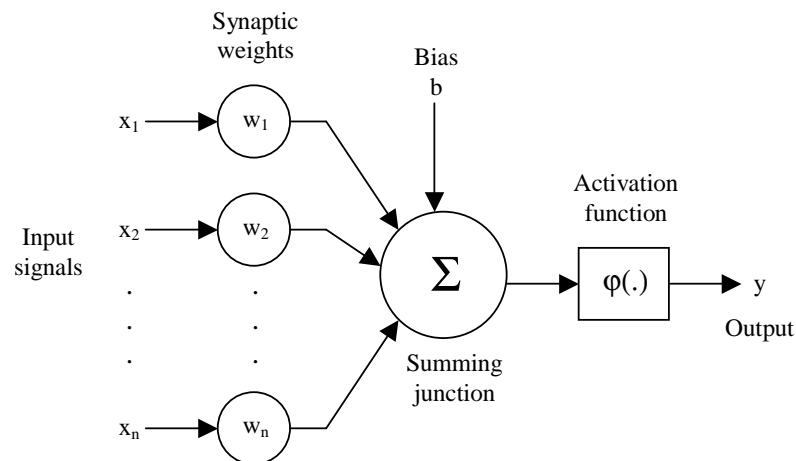 Synaptic
weights
Bias
b
x1
w1
Activation
function
Input
signals
x2
w2
Σ
φ(.)
y
Output
Summing
junction
xn
wn